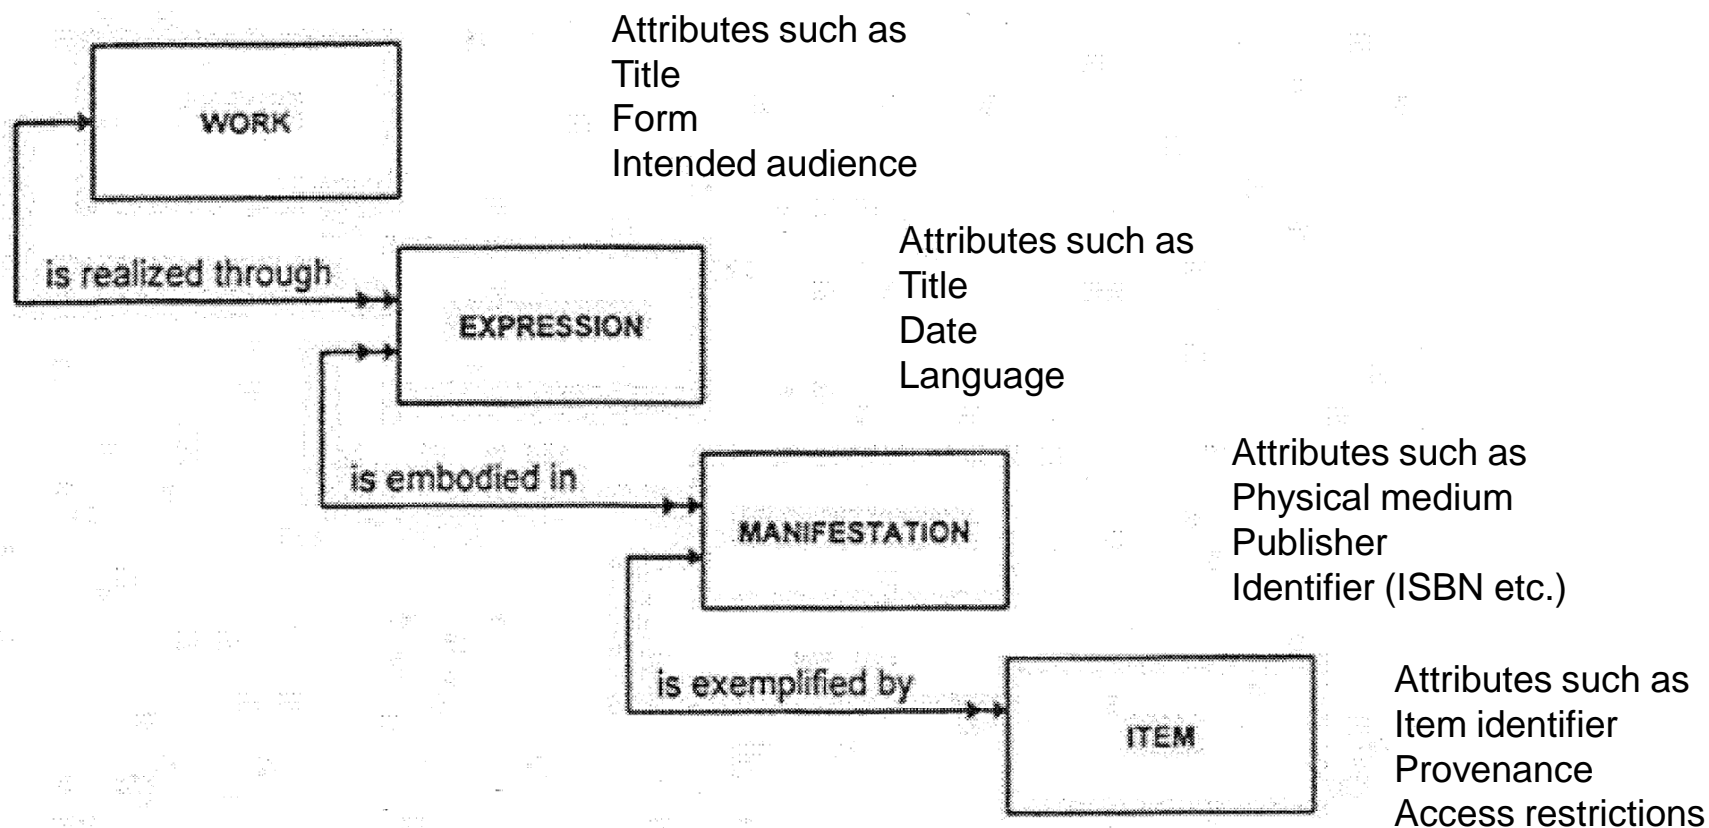 Attributes such as
Title
Form
Intended audience
WORK
is realized through
Attributes such as
Title
Date
Language
EXPRESSION
is embodied in
Attributes such as
Physical medium
Publisher
Identifier (ISBN etc.)
MANIFESTATION
is exemplified by
Attributes such as
Item identifier
Provenance
Access restrictions
ITEM